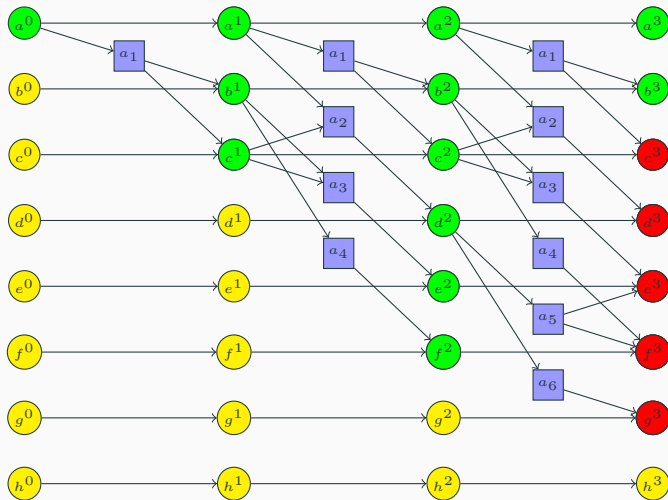 a⁰ a¹ a² a³
a₁ a₁ a₁
b⁰ b¹ b² b³
a₂ a₂
c⁰ c¹ c² c³
a₃ a₃
d⁰ d¹ d² d³
a₄ a₄
e⁰ e¹ e² e³
a₅
f⁰ f¹ f² f³
a₆
g⁰ g¹ g² g³
h⁰ h¹ h² h³